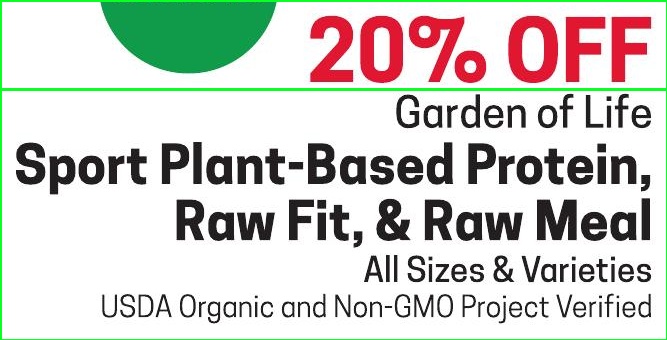 20% OFF
Garden of Life
Sport Plant-Based Protein,
Raw Fit, & Raw Meal
All Sizes & Varieties
USDA Organic and Non-GMO Project Verified